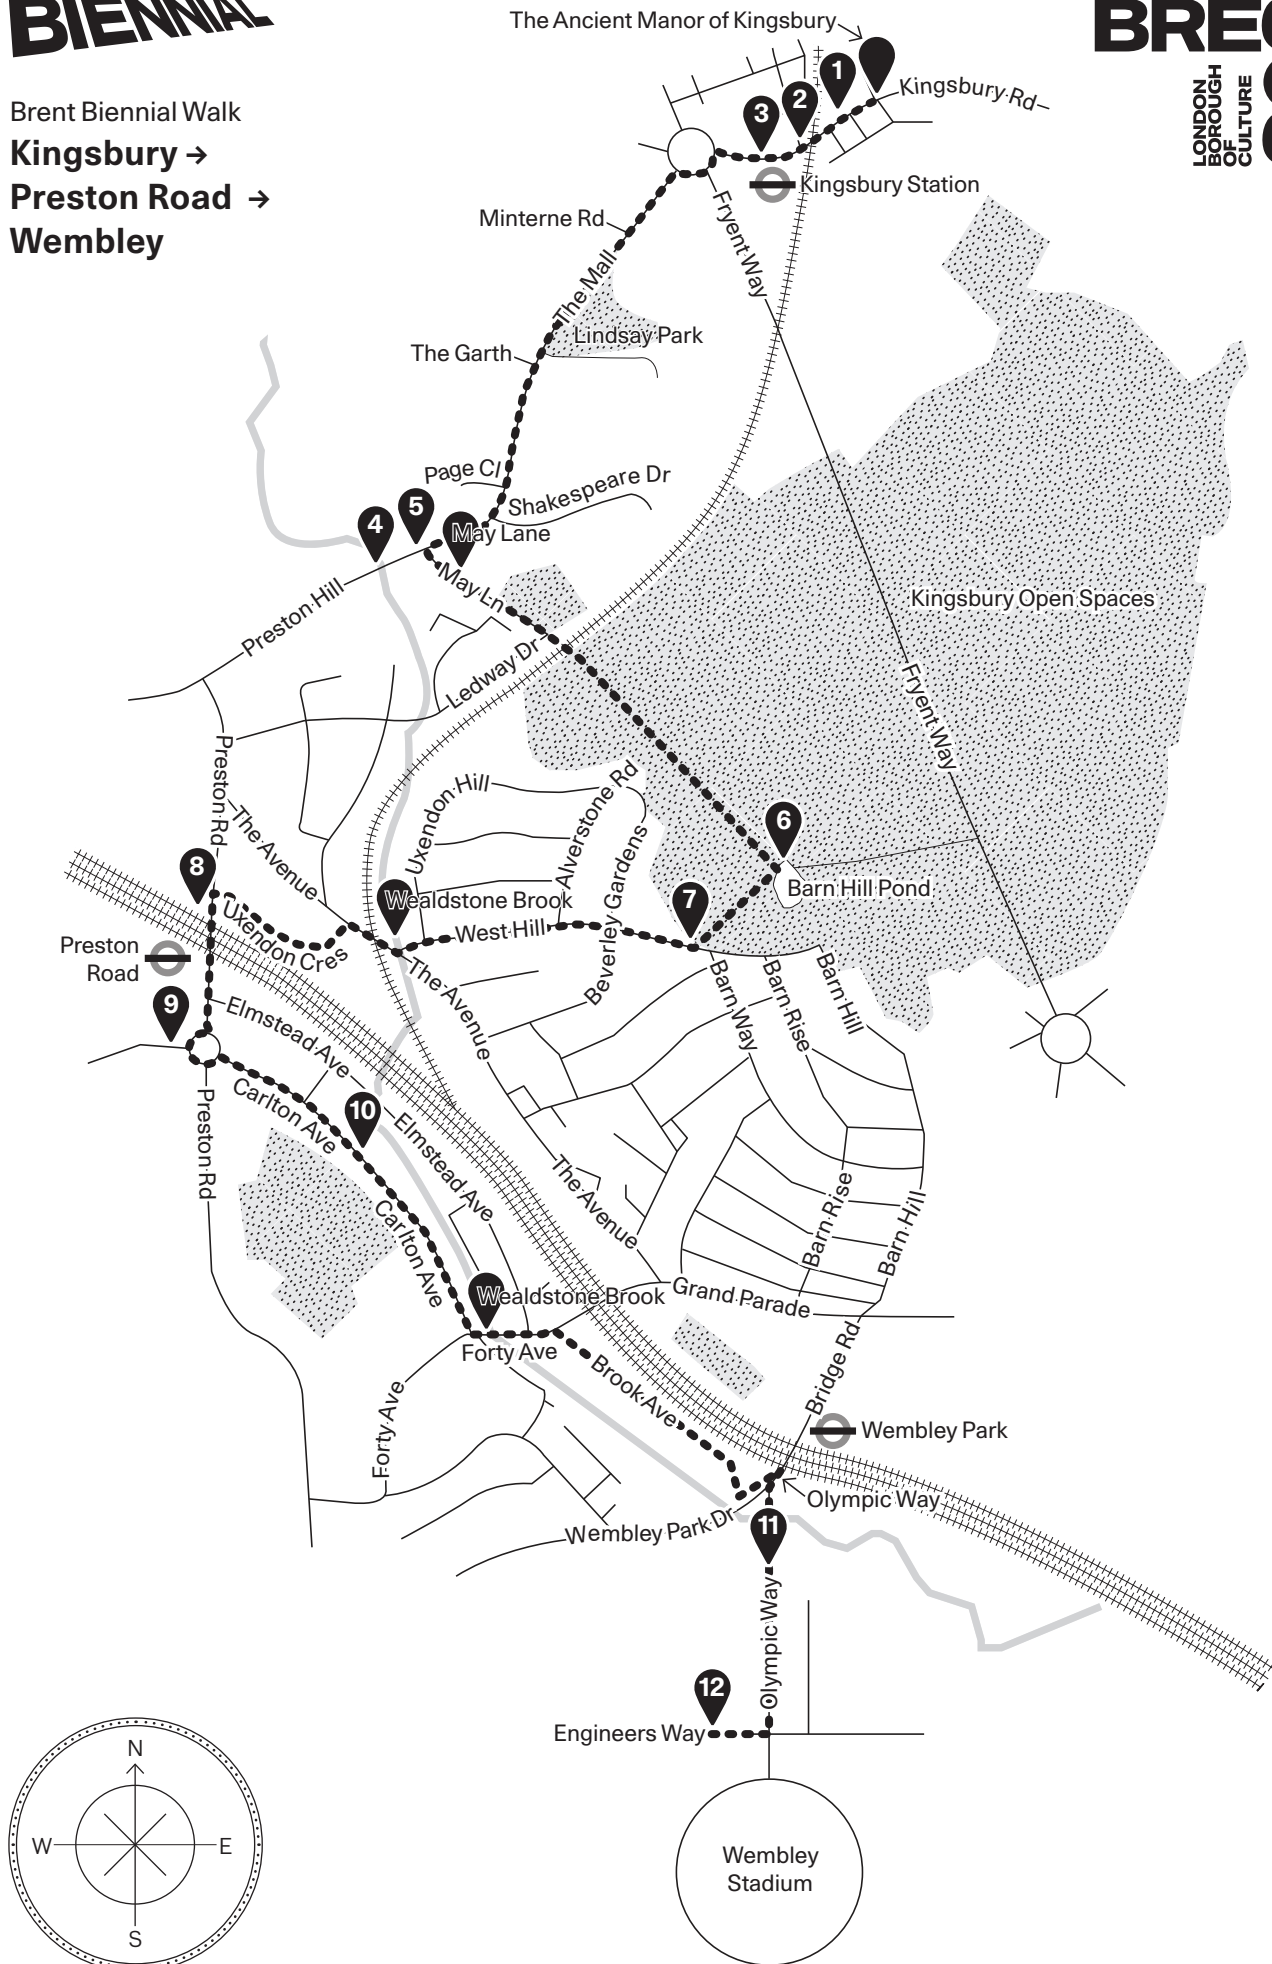 BIENNIAL
The Ancient Manor of Kingsbury
LONDON
BOROUGH
OF
CULTURE
Brent Biennial Walk
Kingsbury →
Preston Road →
Wembley
1
2
3
Kingsbury Rd
Kingsbury Station
Minterne Rd
Fryent Way
The Mall
Lindsay Park
The Garth
Page Cl
Shakespeare Dr
4
5
May Lane
May Ln
Preston Hill
Kingsbury Open Spaces
Ledway Dr
Fryent Way
Preston Rd
The Avenue
Uxendon Hill
Alverstone Rd
Beverley Gardens
6
Barn Hill Pond
8
7
Wealdstone Brook
West Hill
Uxendon Cres
Preston
Road
The Avenue
Barn Way
Barn Rise
Barn Hill
9
Elmstead Ave
Carlton Ave
Preston Rd
10
Elmstead Ave
The Avenue
Carlton Ave
Barn Rise
Barn Hill
Wealdstone Brook
Grand Parade
Forty Ave
Brook Ave
Bridge Rd
Forty Ave
Wembley Park
Olympic Way
Wembley Park Dr
11
Olympic Way
12
Engineers Way
N
W
E
S
Wembley
Stadium